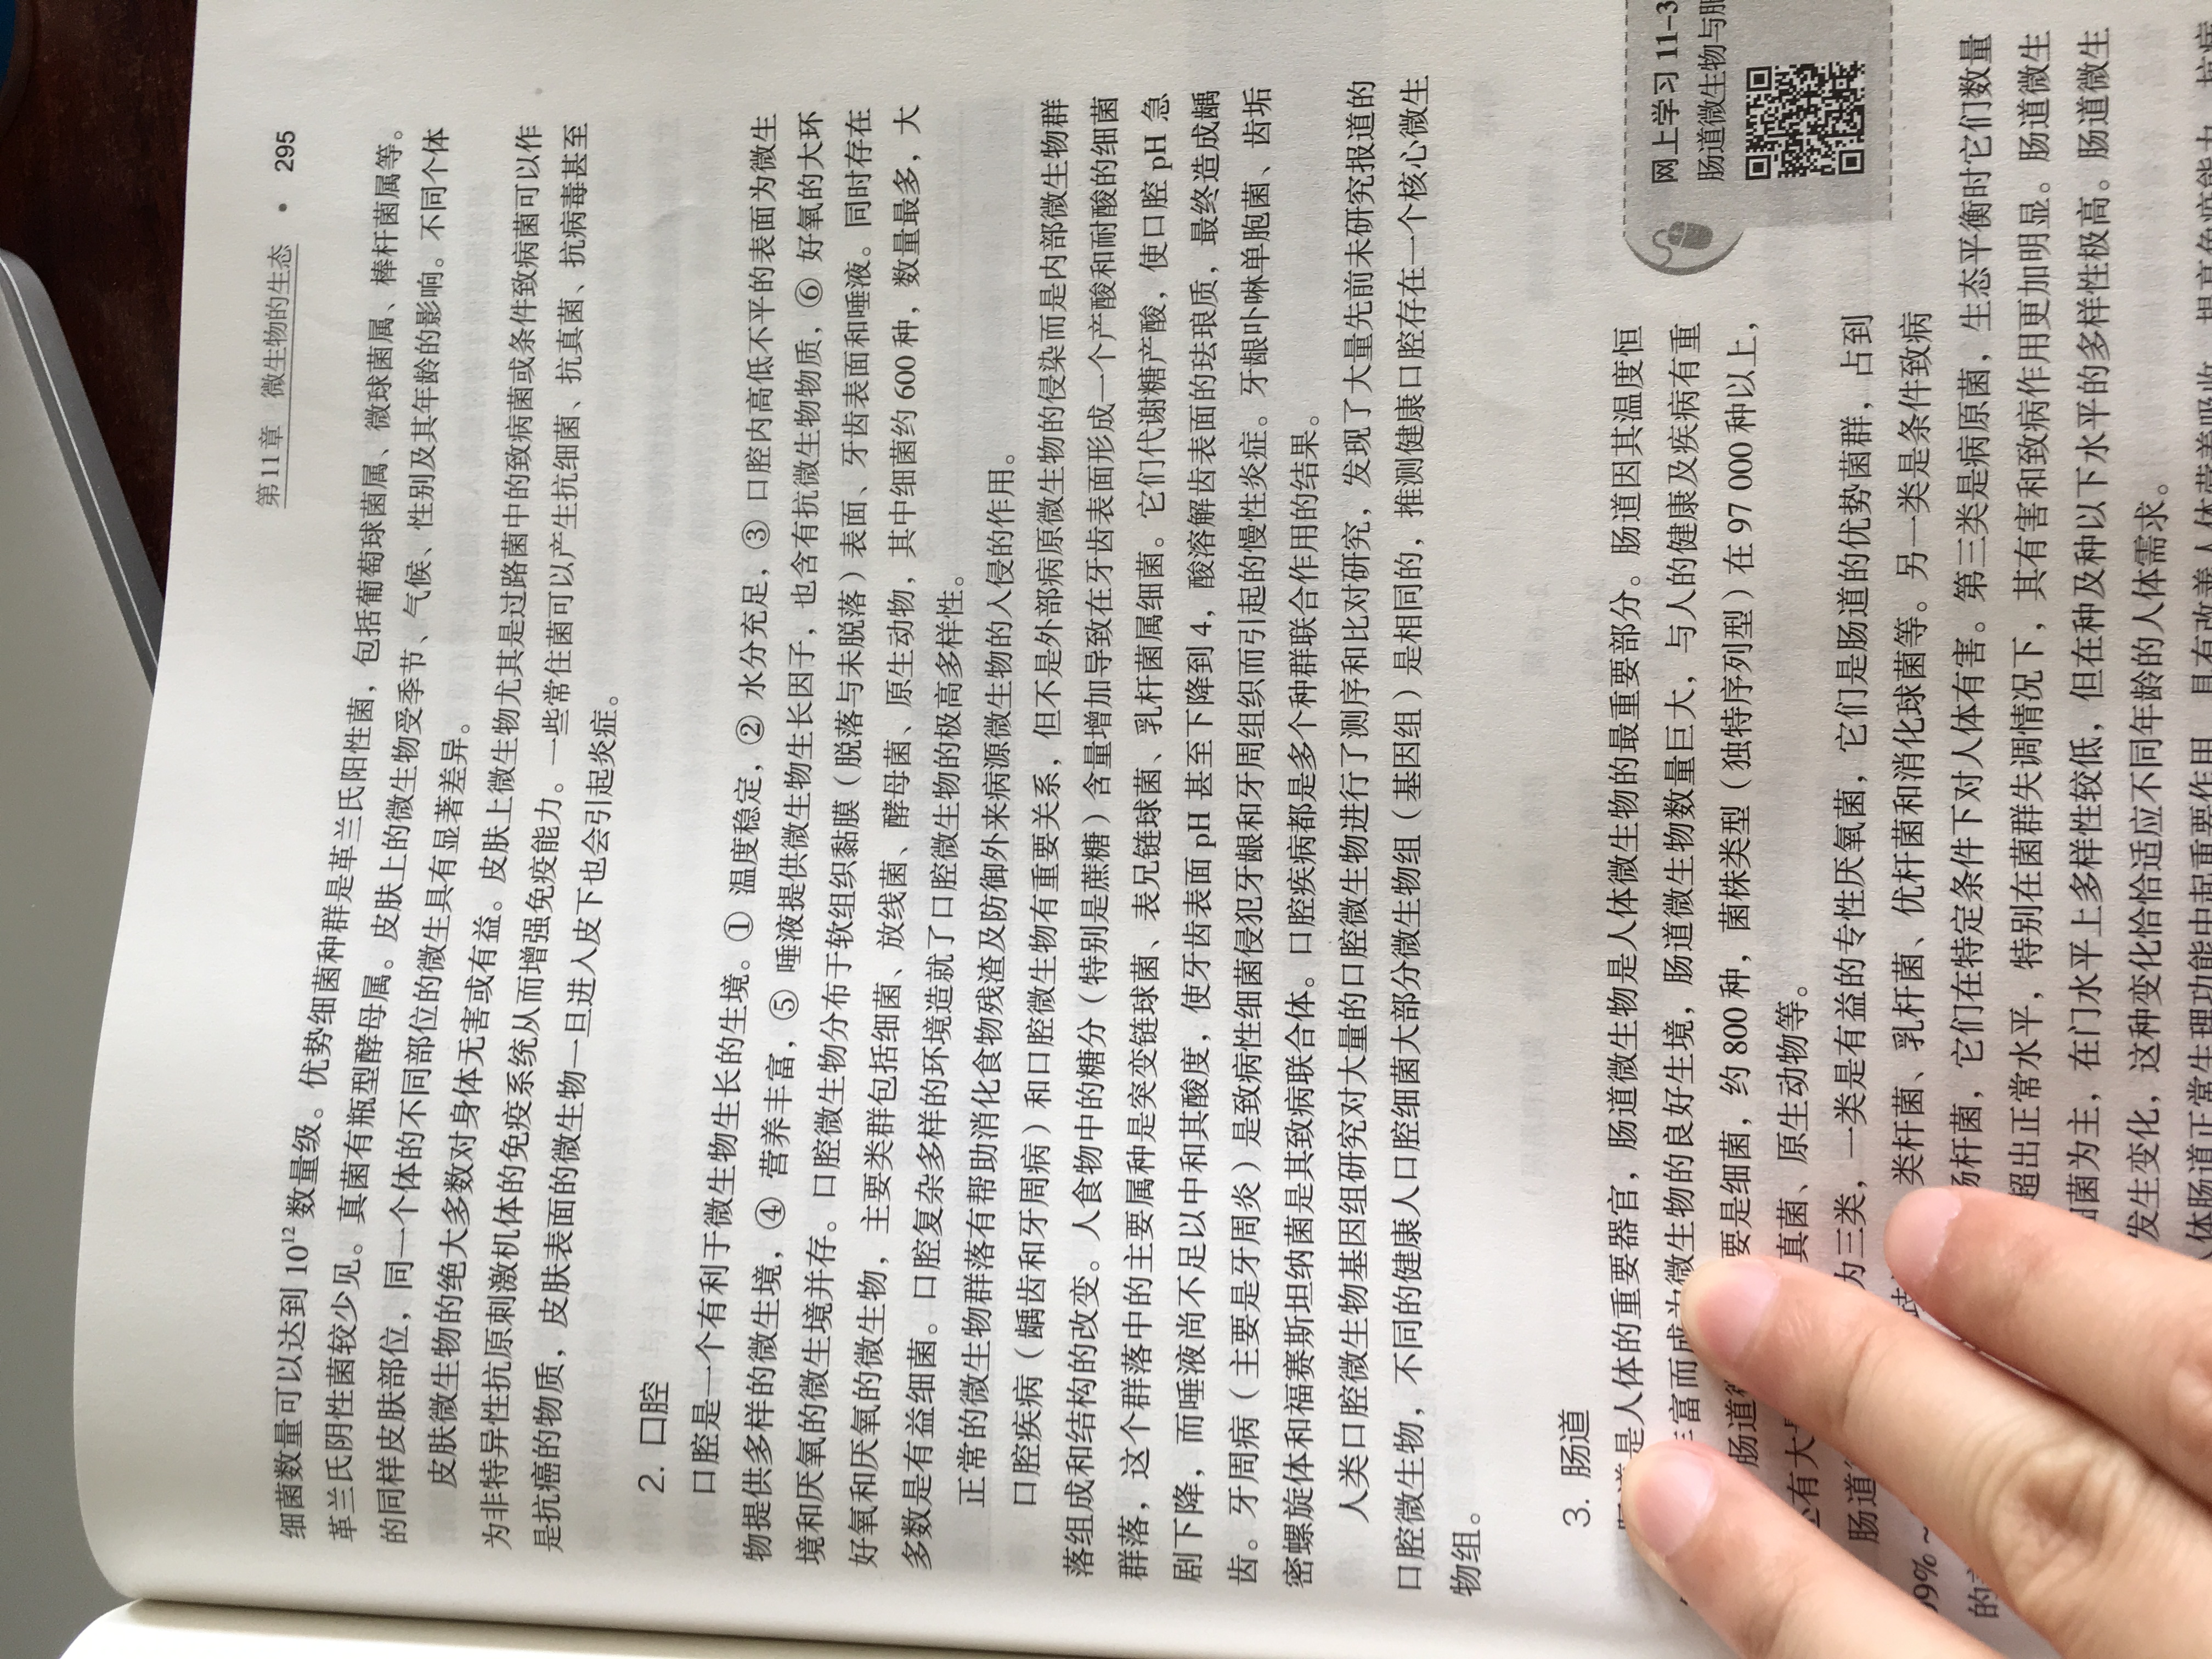 第11章 微生物的生态 • 295
细菌数量可以达到 10¹² 数量级。优势细菌种群是革兰氏阳性菌，包括葡萄球菌属、微球菌属、棒杆菌属等。
革兰氏阴性菌较少见。真菌有瓶型酵母属。皮肤上的微生物受季节、气候、性别及其年龄的影响。不同个体
的同样皮肤部位，同一个体的不同部位的微生具有显著差异。
皮肤微生物的绝大多数对身体无害或有益。皮肤上微生物尤其是过路菌中的致病菌或条件致病菌可以作
为非特异性抗原刺激机体的免疫系统从而增强免疫能力。一些常住菌可以产生抗细菌、抗真菌、抗病毒甚至
是抗癌的物质，皮肤表面的微生物一旦进入皮下也会引起炎症。
2. 口腔
口腔是一个有利于微生物生长的生境。① 温度稳定，② 水分充足，③ 口腔内高低不平的表面为微生
物提供多样的微生境，④ 营养丰富，⑤ 唾液提供微生物生长因子，也含有抗微生物物质，⑥ 好氧的大环
境和厌氧的微生境并存。口腔微生物分布于软组织黏膜（脱落与未脱落）表面、牙齿表面和唾液。同时存在
好氧和厌氧的微生物，主要类群包括细菌、放线菌、酵母菌、原生动物，其中细菌约 600 种，数量最多，大
多数是有益细菌。口腔复杂多样的环境造就了口腔微生物的极高多样性。
正常的微生物群落有帮助消化食物残渣及防御外来病源微生物的入侵的作用。
口腔疾病（龋齿和牙周病）和口腔微生物有重要关系，但不是外部病原微生物的侵染而是内部微生物群
落组成和结构的改变。人食物中的糖分（特别是蔗糖）含量增加导致在牙齿表面形成一个产酸和耐酸的细菌
群落，这个群落中的主要属种是突变链球菌、表兄链球菌、乳杆菌属细菌。它们代谢糖产酸，使口腔 pH 急
剧下降，而唾液尚不足以中和其酸度，使牙齿表面 pH 甚至下降到 4，酸溶解齿表面的珐琅质，最终造成龋
齿。牙周病（主要是牙周炎）是致病性细菌侵犯牙龈和牙周组织而引起的慢性炎症。牙龈卟啉单胞菌、齿垢
密螺旋体和福赛斯坦纳菌是其致病联合体。口腔疾病都是多个种群联合作用的结果。
人类口腔微生物基因组研究对大量的口腔微生物进行了测序和比对研究，发现了大量先前未研究报道的
口腔微生物，不同的健康人口腔细菌大部分微生物组（基因组）是相同的，推测健康口腔存在一个核心微生
物组。
3. 肠道
是人体的重要器官，肠道微生物是人体微生物的最重要部分。肠道因其温度恒
富而成为微生物的良好生境，肠道微生物数量巨大，与人的健康及疾病有重
肠道 要是细菌，约 800 种，菌株类型（独特序列型）在 97 000 种以上，
还有大 真菌、原生动物等。
肠道 为三类，一类是有益的专性厌氧菌，它们是肠道的优势菌群，占到
类杆菌、乳杆菌、优杆菌和消化球菌等。另一类是条件致病
的 肠杆菌，它们在特定条件下对人体有害。第三类是病原菌，生态平衡时它们数量
超出正常水平，特别在菌群失调情况下，其有害和致病作用更加明显。肠道微生
菌为主，在门水平上多样性较低，但在种及种以下水平的多样性极高。肠道微生
发生变化，这种变化恰恰适应不同年龄的人体需求。
人体肠道正常生理功能中起重要作用，具有改善人体营养吸收、提高免疫能力、抗病
网上学习 11-3
肠道微生物与